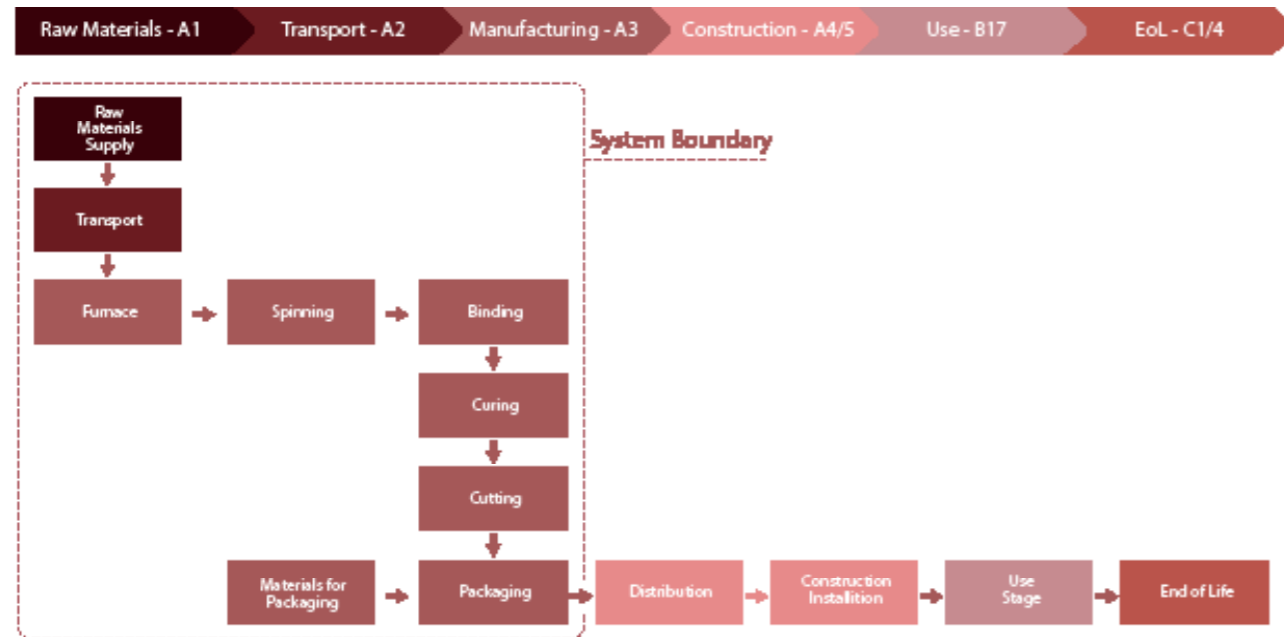 Raw Materials - A1
Transport - A2
Manufacturing - A3
Construction - A4/5
Use - B17
EoL - C1/4
Raw
Materials
Supply
System Boundary
Transport
Furnace
Spinning
Binding
Curing
Cutting
Materials for
Packaging
Packaging
Distribution
Construction
Installition
Use
Stage
End of Life